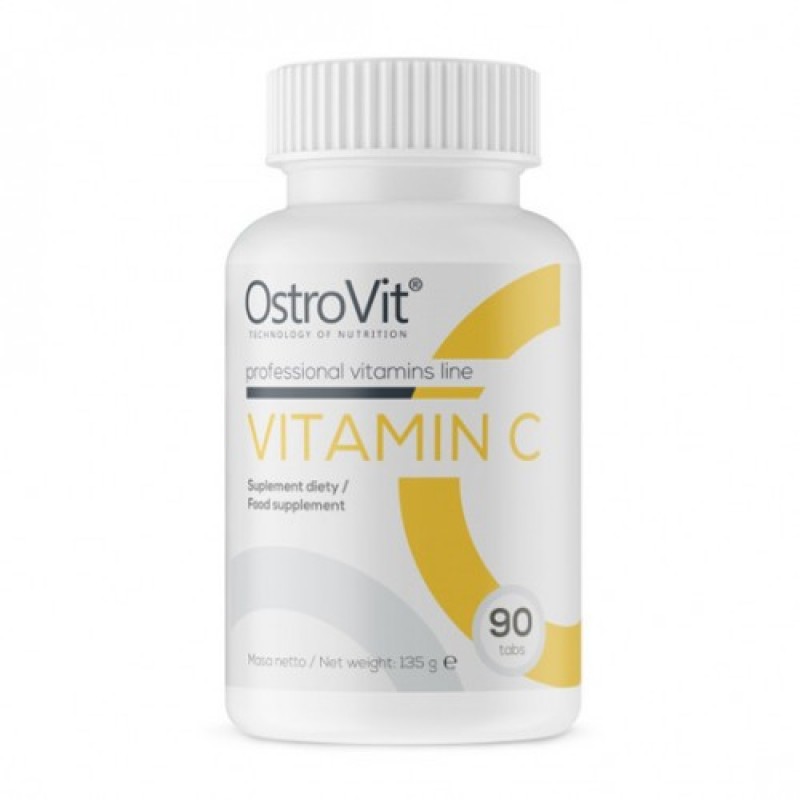 OstroVit®
TECHNOLOGY OF NUTRITION
professional vitamins line
VITAMIN C
Suplement diety /
Food supplement
90
tabs
Masa netto / Net weight: 135 g ℮